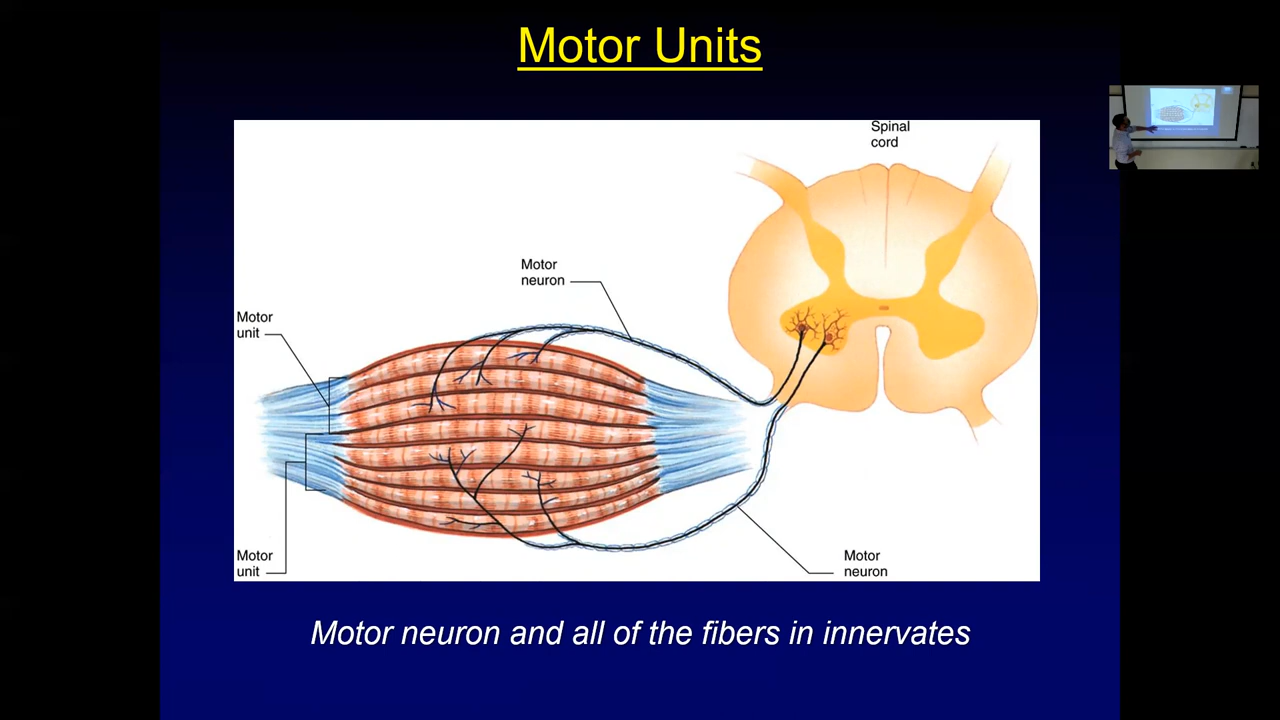 Motor Units
Spinal
cord
Motor
neuron
Motor
unit
Motor
unit
Motor
neuron
Motor neuron and all of the fibers in innervates